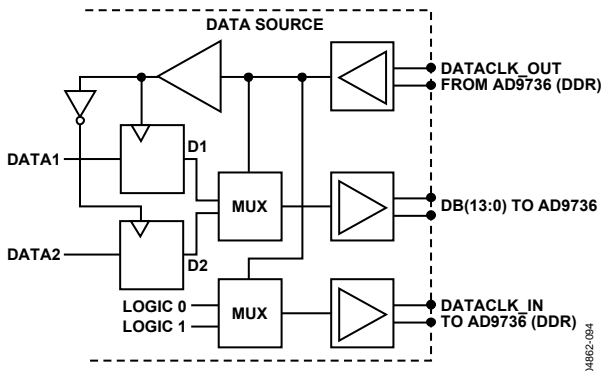 DATA SOURCE
DATACLK_OUT
FROM AD9736 (DDR)
DATA1
D1
MUX
DB(13:0) TO AD9736
DATA2
D2
LOGIC 0
LOGIC 1
MUX
DATACLK_IN
TO AD9736 (DDR)
04862-094